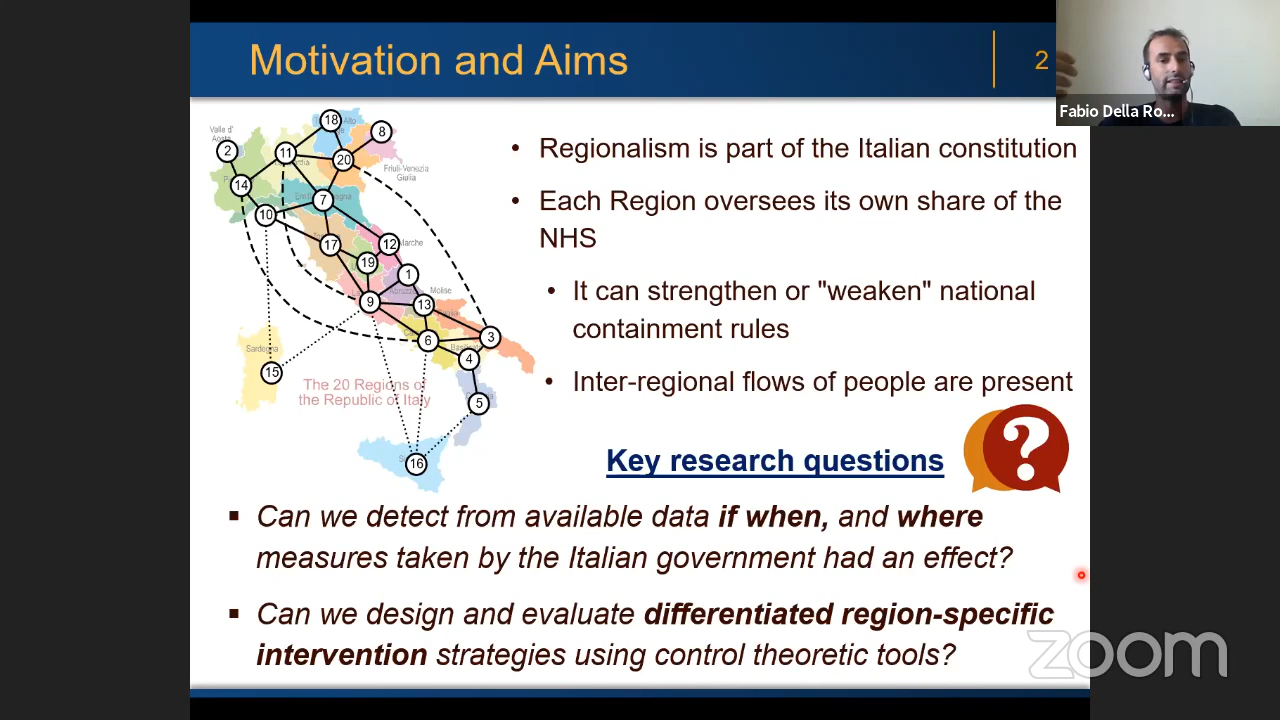 Motivation and Aims
2
Fabio Della Ro...
Regionalism is part of the Italian constitution
Each Region oversees its own share of the
NHS
It can strengthen or "weaken" national
containment rules
Inter-regional flows of people are present
18
8
2
11
20
14
10
7
17
12
19
1
9
13
6
3
4
15
5
16
Valle d'
Aosta
Friuli-Venezia
Giulia
Marche
Molise
Sardegna
The 20 Regions of
the Republic of Italy
Key research questions
?
Can we detect from available data if when, and where
measures taken by the Italian government had an effect?
Can we design and evaluate differentiated region-specific
intervention strategies using control theoretic tools?
zoom